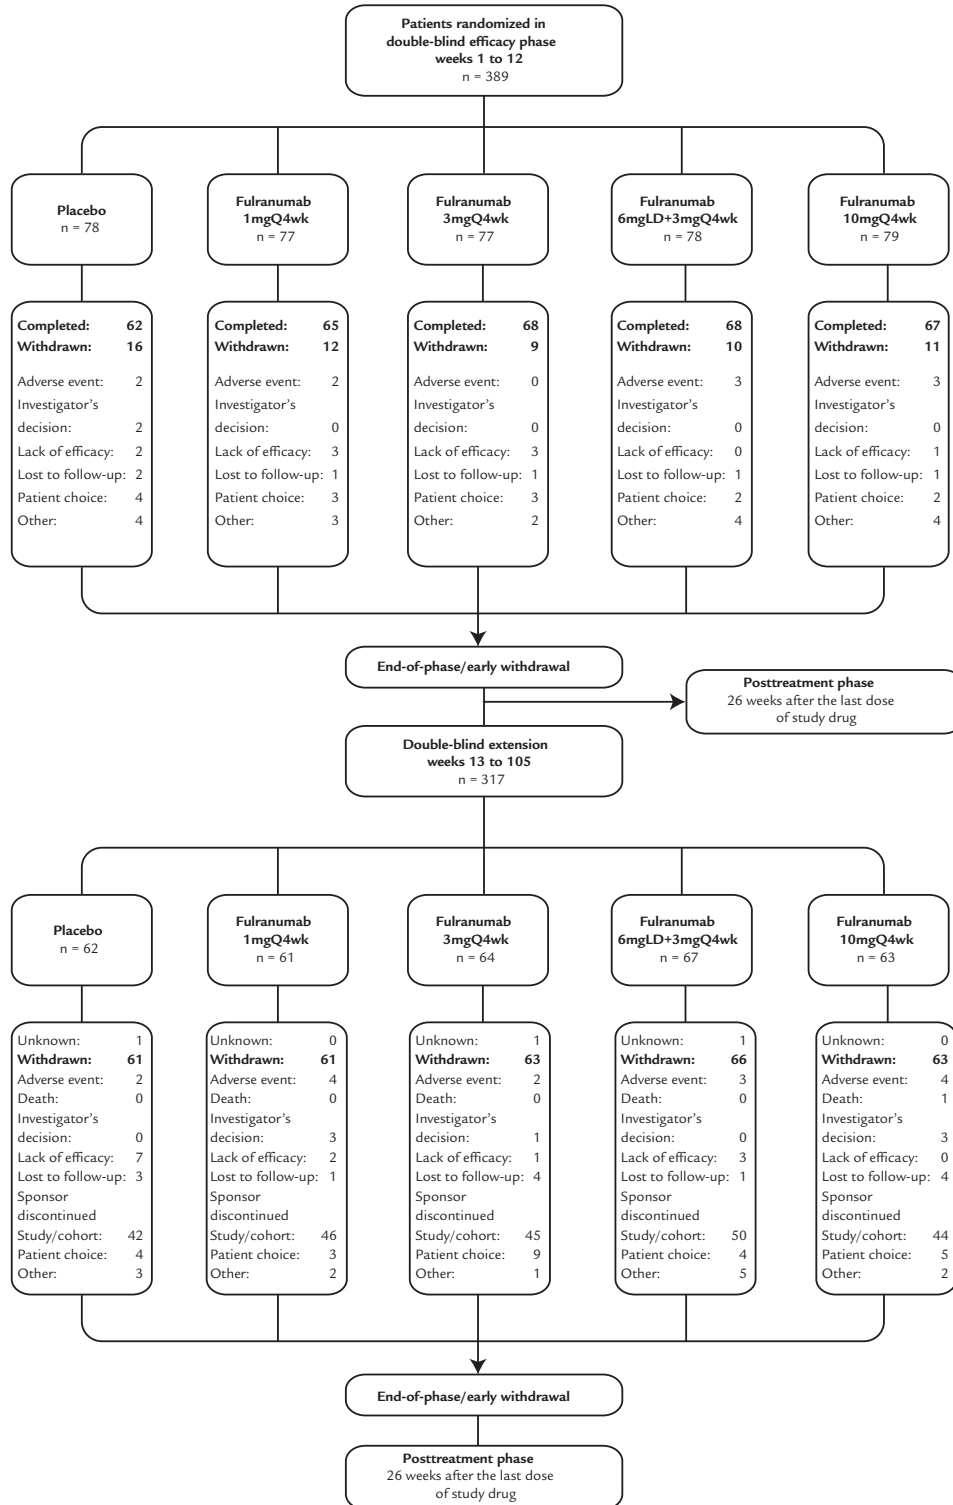 Patients randomized in
double-blind efficacy phase
weeks 1 to 12
n = 389
Placebo
n = 78
Fulranumab
1mgQ4wk
n = 77
Fulranumab
3mgQ4wk
n = 77
Fulranumab
6mgLD+3mgQ4wk
n = 78
Fulranumab
10mgQ4wk
n = 79
Completed: 62
Withdrawn: 16
Adverse event: 2
Investigator's
decision: 2
Lack of efficacy: 2
Lost to follow-up: 2
Patient choice: 4
Other: 4
Completed: 65
Withdrawn: 12
Adverse event: 2
Investigator's
decision: 0
Lack of efficacy: 3
Lost to follow-up: 1
Patient choice: 3
Other: 3
Completed: 68
Withdrawn: 9
Adverse event: 0
Investigator's
decision: 0
Lack of efficacy: 3
Lost to follow-up: 1
Patient choice: 3
Other: 2
Completed: 68
Withdrawn: 10
Adverse event: 3
Investigator's
decision: 0
Lack of efficacy: 0
Lost to follow-up: 1
Patient choice: 2
Other: 4
Completed: 67
Withdrawn: 11
Adverse event: 3
Investigator's
decision: 0
Lack of efficacy: 1
Lost to follow-up: 1
Patient choice: 2
Other: 4
End-of-phase/early withdrawal
Posttreatment phase
26 weeks after the last dose
of study drug
Double-blind extension
weeks 13 to 105
n = 317
Placebo
n = 62
Fulranumab
1mgQ4wk
n = 61
Fulranumab
3mgQ4wk
n = 64
Fulranumab
6mgLD+3mgQ4wk
n = 67
Fulranumab
10mgQ4wk
n = 63
Unknown: 1
Withdrawn: 61
Adverse event: 2
Death: 0
Investigator's
decision: 0
Lack of efficacy: 7
Lost to follow-up: 3
Sponsor
discontinued
Study/cohort: 42
Patient choice: 4
Other: 3
Unknown: 0
Withdrawn: 61
Adverse event: 4
Death: 0
Investigator's
decision: 3
Lack of efficacy: 2
Lost to follow-up: 1
Sponsor
discontinued
Study/cohort: 46
Patient choice: 3
Other: 2
Unknown: 1
Withdrawn: 63
Adverse event: 2
Death: 0
Investigator's
decision: 1
Lack of efficacy: 1
Lost to follow-up: 4
Sponsor
discontinued
Study/cohort: 45
Patient choice: 9
Other: 1
Unknown: 1
Withdrawn: 66
Adverse event: 3
Death: 0
Investigator's
decision: 0
Lack of efficacy: 3
Lost to follow-up: 1
Sponsor
discontinued
Study/cohort: 50
Patient choice: 4
Other: 5
Unknown: 0
Withdrawn: 63
Adverse event: 4
Death: 1
Investigator's
decision: 3
Lack of efficacy: 0
Lost to follow-up: 4
Sponsor
discontinued
Study/cohort: 44
Patient choice: 5
Other: 2
End-of-phase/early withdrawal
Posttreatment phase
26 weeks after the last dose
of study drug